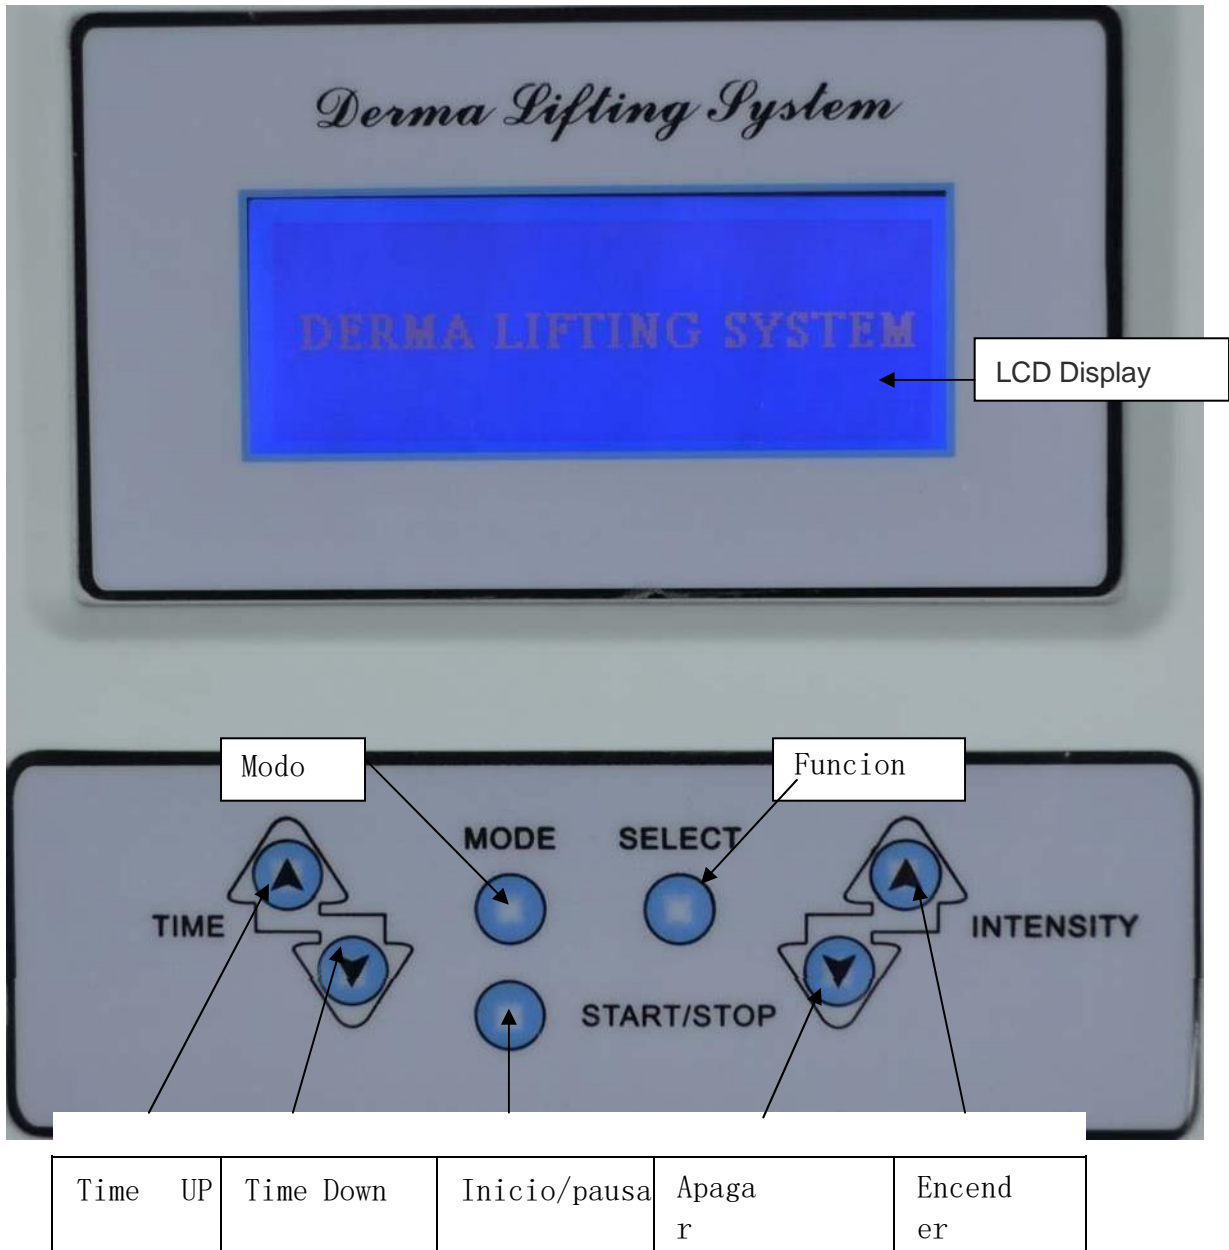 Derma Lifting System
DERMA LIFTING SYSTEM
LCD Display
Modo
Funcion
MODE SELECT
TIME
INTENSITY
START/STOP
Time UP
Time Down
Inicio/pausa
Apaga
r
Encend
er